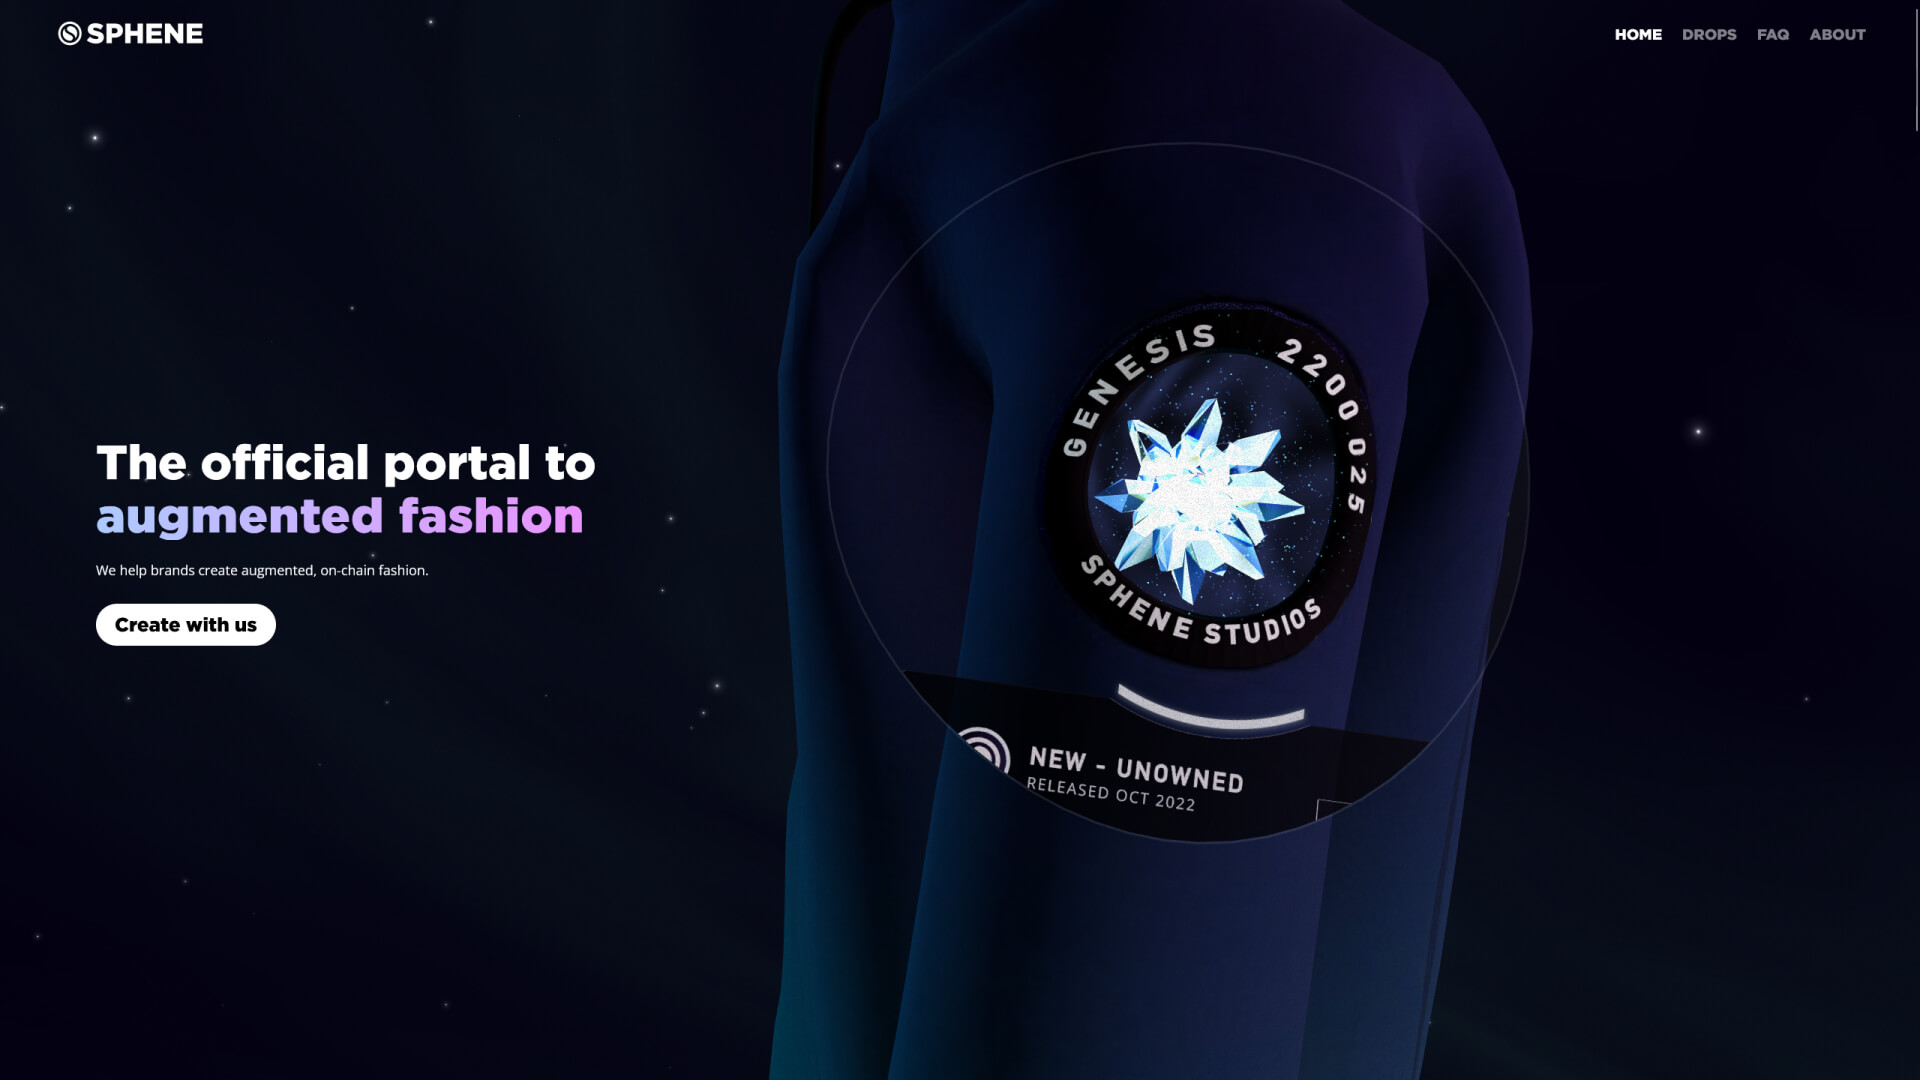 SPHENE
HOME
DROPS
FAQ
ABOUT
The official portal to
augmented fashion
We help brands create augmented, on-chain fashion.
Create with us
GENESIS
2200 025
SPHENE STUDIOS
NEW - UNOWNED
RELEASED OCT 2022